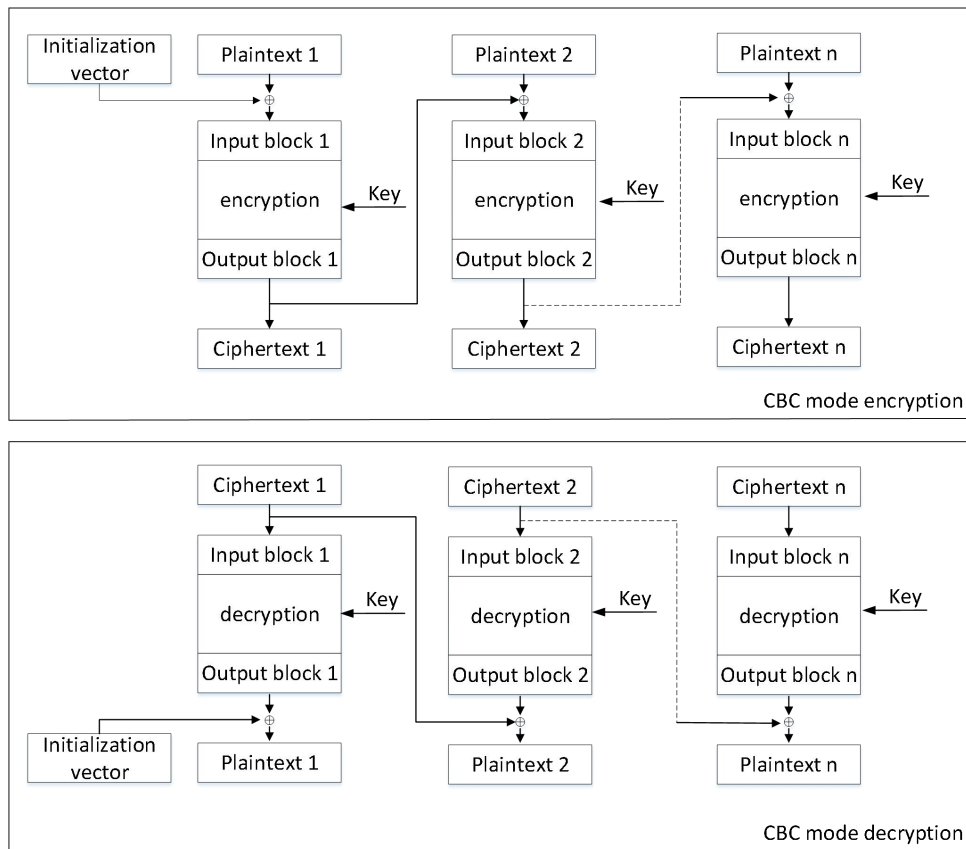 Initialization
vector
Plaintext 1
Plaintext 2
Plaintext n
Input block 1
Input block 2
Input block n
encryption
Key
encryption
Key
encryption
Key
Output block 1
Output block 2
Output block n
Ciphertext 1
Ciphertext 2
Ciphertext n
CBC mode encryption
Ciphertext 1
Ciphertext 2
Ciphertext n
Input block 1
Input block 2
Input block n
decryption
Key
decryption
Key
decryption
Key
Output block 1
Output block 2
Output block n
Initialization
vector
Plaintext 1
Plaintext 2
Plaintext n
CBC mode decryption